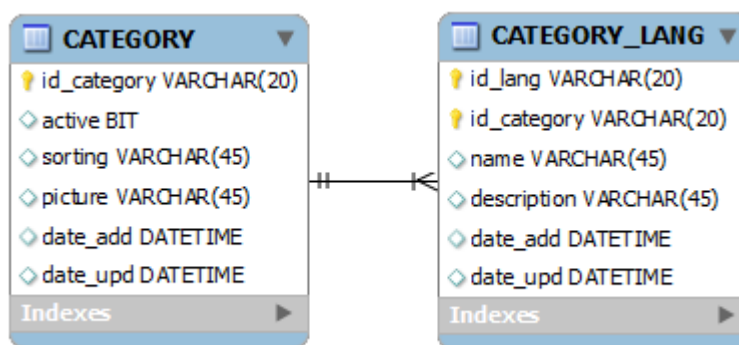 CATEGORY
id_category VARCHAR(20)
active BIT
sorting VARCHAR(45)
picture VARCHAR(45)
date_add DATETIME
date_upd DATETIME
Indexes
CATEGORY_LANG
id_lang VARCHAR(20)
id_category VARCHAR(20)
name VARCHAR(45)
description VARCHAR(45)
date_add DATETIME
date_upd DATETIME
Indexes